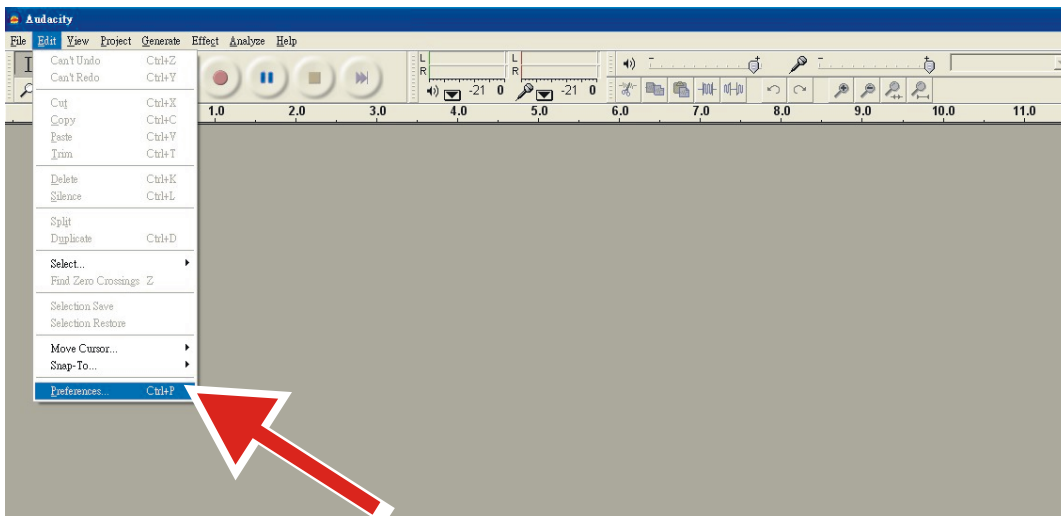 Audacity
File Edit View Project Generate Effect Analyze Help
Can't Undo Ctrl+Z
Can't Redo Ctrl+Y
Cut Ctrl+X
Copy Ctrl+C
Paste Ctrl+V
Trim Ctrl+T
Delete Ctrl+K
Silence Ctrl+L
Split
Duplicate Ctrl+D
Select...
Find Zero Crossings Z
Selection Save
Selection Restore
Move Cursor...
Snap-To...
Preferences... Ctrl+P
L
R
-21 0
L
R
-21 0
1.0 2.0 3.0 4.0 5.0 6.0 7.0 8.0 9.0 10.0 11.0